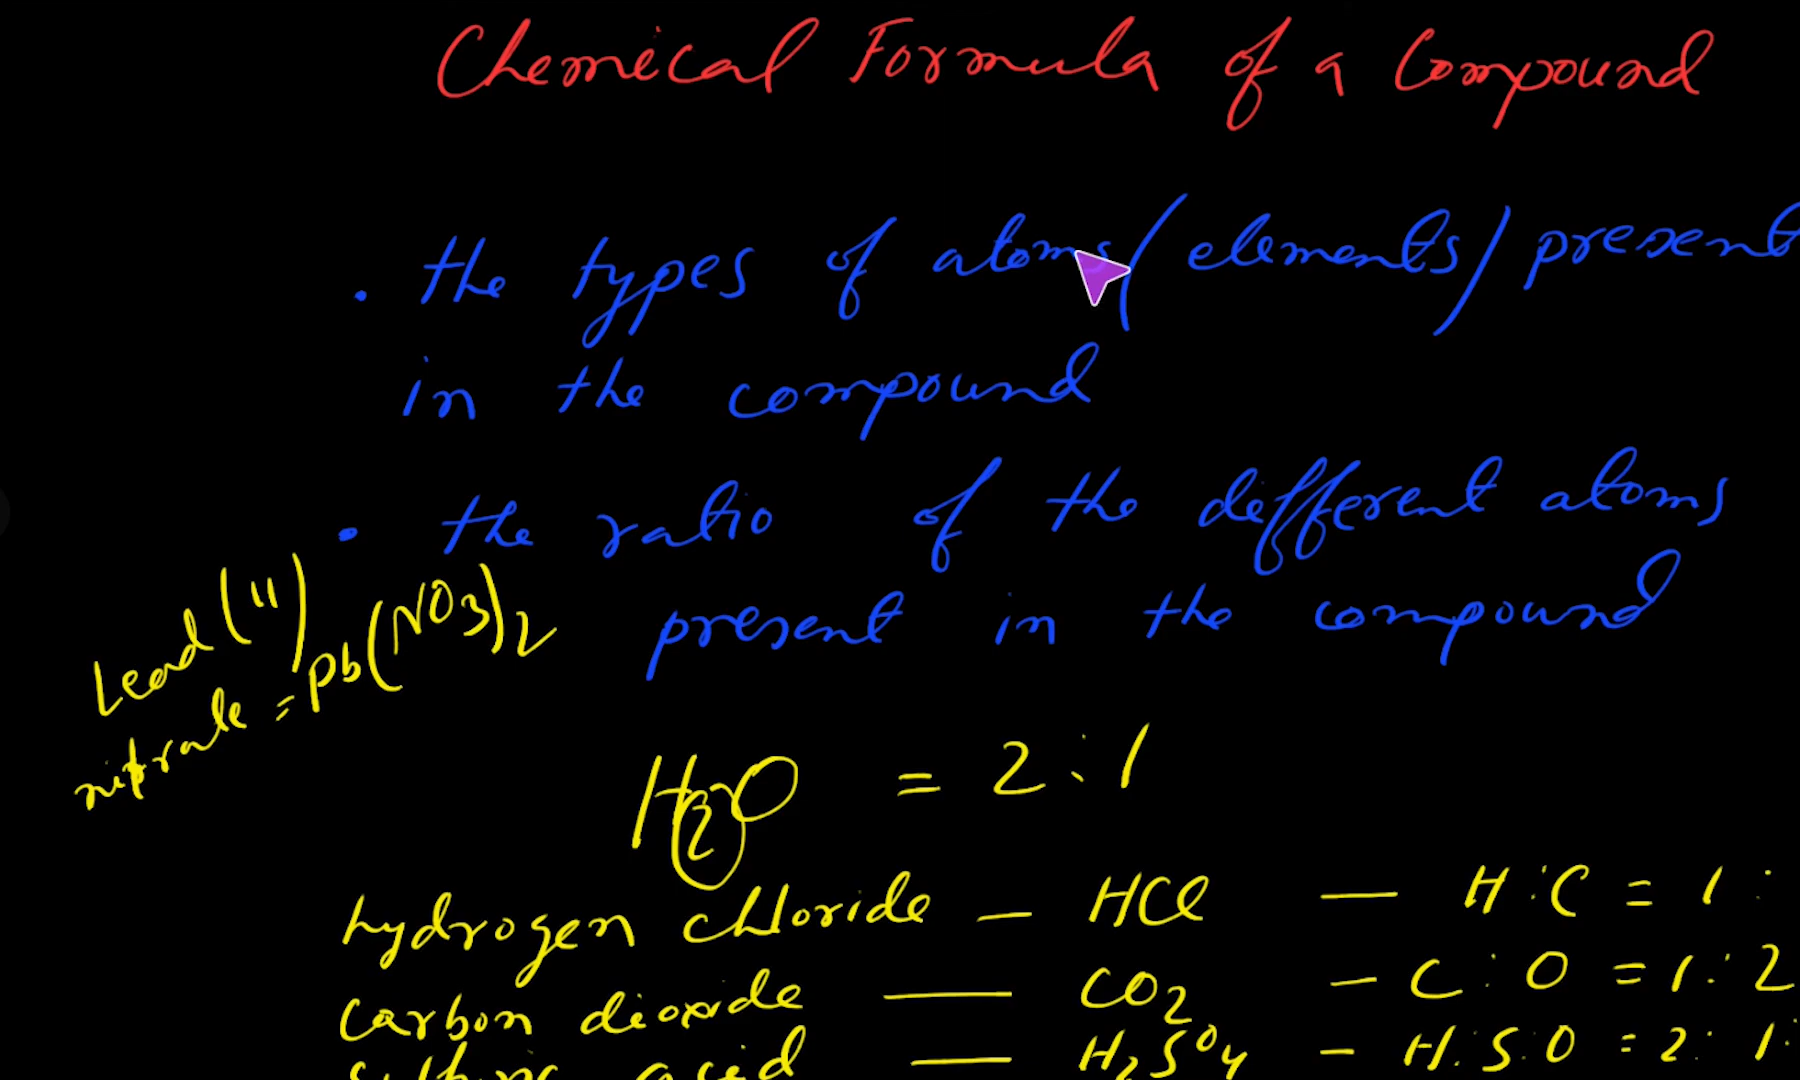 Chemical Formula of a Compound
. the types of atoms/elements/present
in the compound
. the ratio of the different atoms
present in the compound
Lead (II)
nitrate = Pb(NO3)2
H2O = 2:1
hydrogen chloride - HCl - H:C = 1:
Carbon dioxide - CO2 - C:O = 1:2
acid - H2SO4 - H:S:O = 2:1: